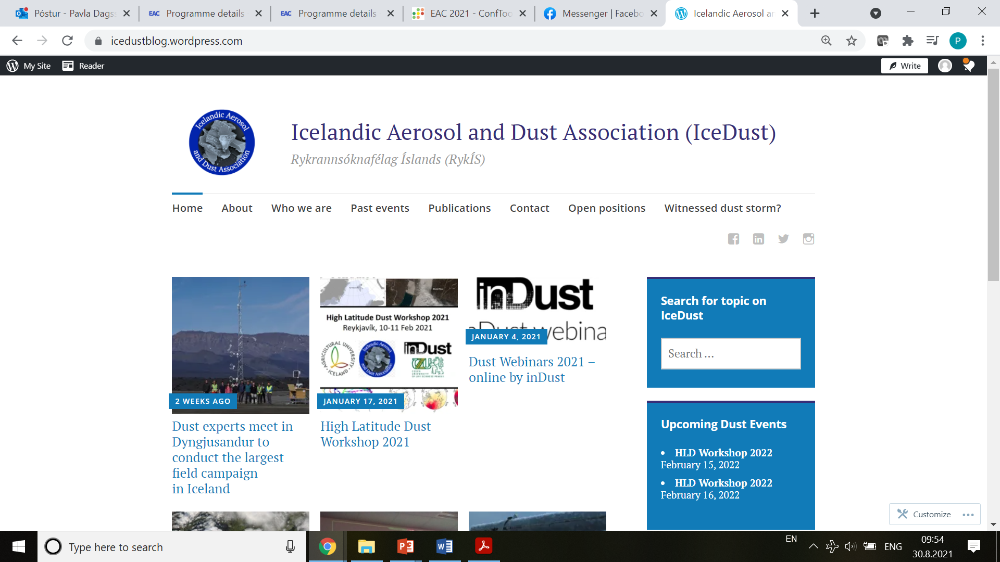 Póstur - Pavla Dags
EAC Programme details
EAC Programme details
EAC 2021 - ConfToo
Messenger | Facebo
Icelandic Aerosol ar
icedustblog.wordpress.com
P
My Site
Reader
Write
Icelandic Aerosol
and Dust Association
Icelandic Aerosol and Dust Association (IceDust)
Rykrannsóknafélag Íslands (RykÍS)
Home
About
Who we are
Past events
Publications
Contact
Open positions
Witnessed dust storm?
2 WEEKS AGO
Dust experts meet in
Dyngjusandur to
conduct the largest
field campaign
in Iceland
High Latitude Dust Workshop 2021
Reykjavík, 10-11 Feb 2021
AGRICULTURAL UNIVERSITY
ICELAND
Icelandic Aerosol
and Dust Association
inDust
JANUARY 17, 2021
High Latitude Dust
Workshop 2021
inDust
webina
JANUARY 4, 2021
Dust Webinars 2021 –
online by inDust
Search for topic on
IceDust
Search …
Upcoming Dust Events
• HLD Workshop 2022
February 15, 2022
• HLD Workshop 2022
February 16, 2022
Customize
Type here to search
EN
ENG
09:54
30.8.2021